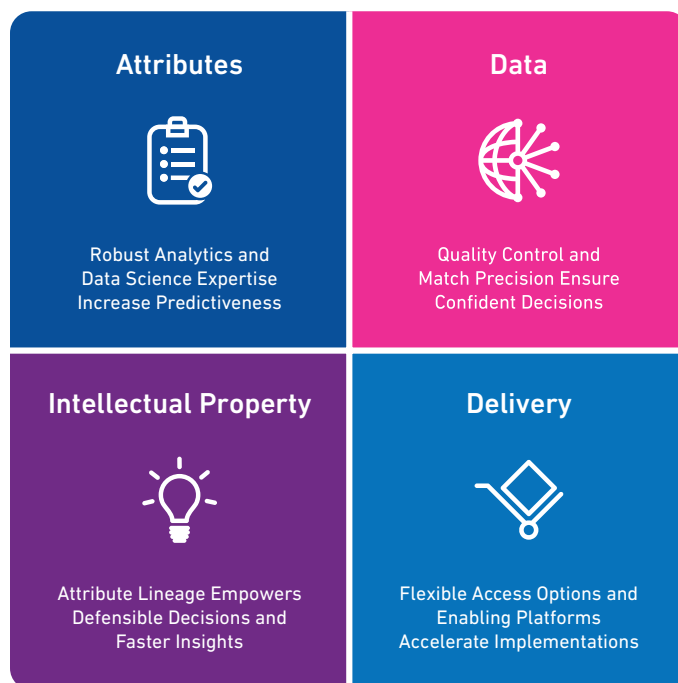 Attributes
Robust Analytics and
Data Science Expertise
Increase Predictiveness
Data
Quality Control and
Match Precision Ensure
Confident Decisions
Intellectual Property
Attribute Lineage Empowers
Defensible Decisions and
Faster Insights
Delivery
Flexible Access Options and
Enabling Platforms
Accelerate Implementations